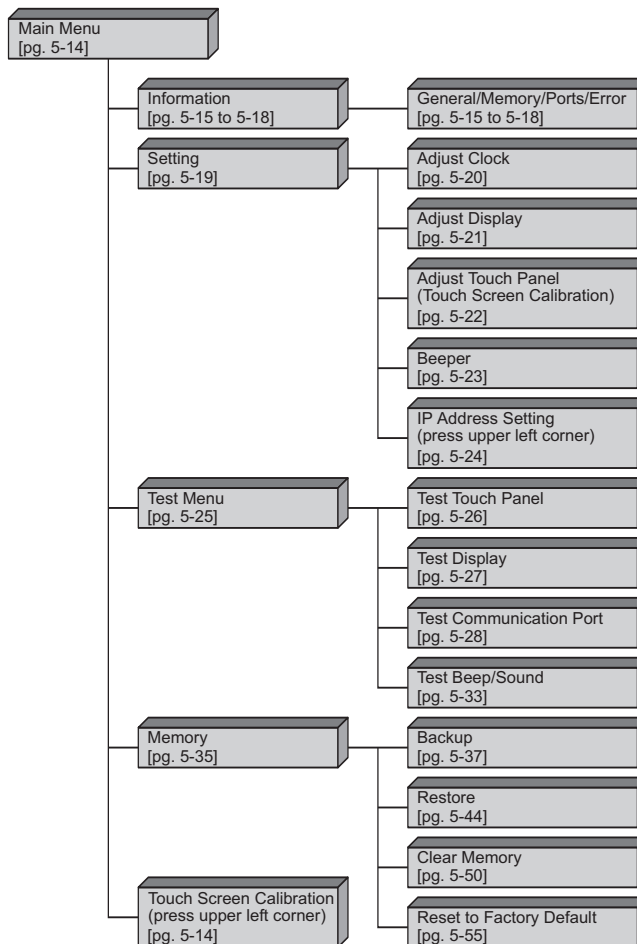 Main Menu
[pg. 5-14]
Information
[pg. 5-15 to 5-18]
General/Memory/Ports/Error
[pg. 5-15 to 5-18]
Setting
[pg. 5-19]
Adjust Clock
[pg. 5-20]
Adjust Display
[pg. 5-21]
Adjust Touch Panel
(Touch Screen Calibration)
[pg. 5-22]
Beeper
[pg. 5-23]
IP Address Setting
(press upper left corner)
[pg. 5-24]
Test Menu
[pg. 5-25]
Test Touch Panel
[pg. 5-26]
Test Display
[pg. 5-27]
Test Communication Port
[pg. 5-28]
Test Beep/Sound
[pg. 5-33]
Memory
[pg. 5-35]
Backup
[pg. 5-37]
Restore
[pg. 5-44]
Clear Memory
[pg. 5-50]
Reset to Factory Default
[pg. 5-55]
Touch Screen Calibration
(press upper left corner)
[pg. 5-14]